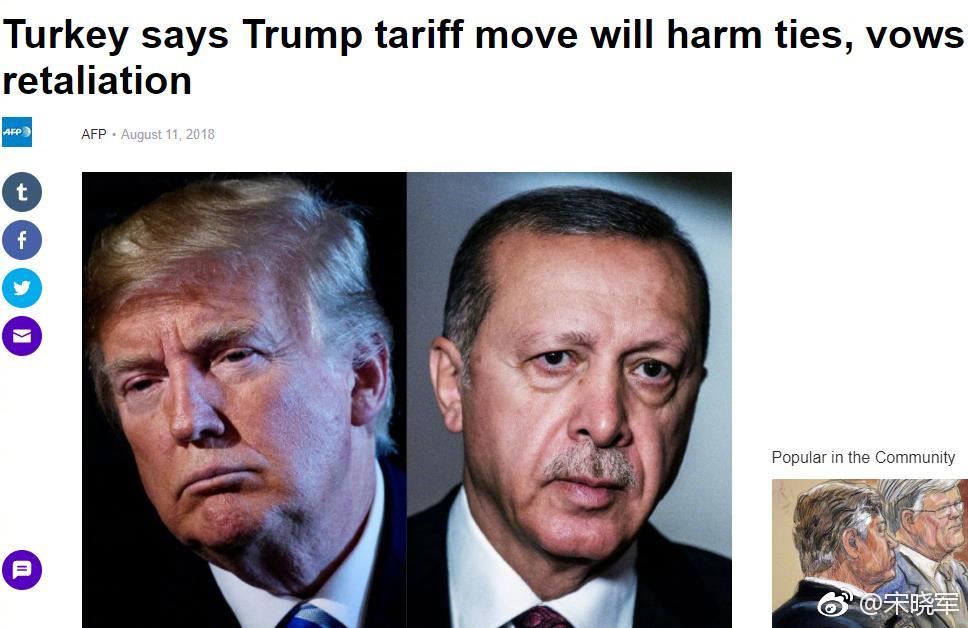 Turkey says Trump tariff move will harm ties, vows
retaliation
AFP
AFP • August 11, 2018
t
f
Popular in the Community
@宋晓军